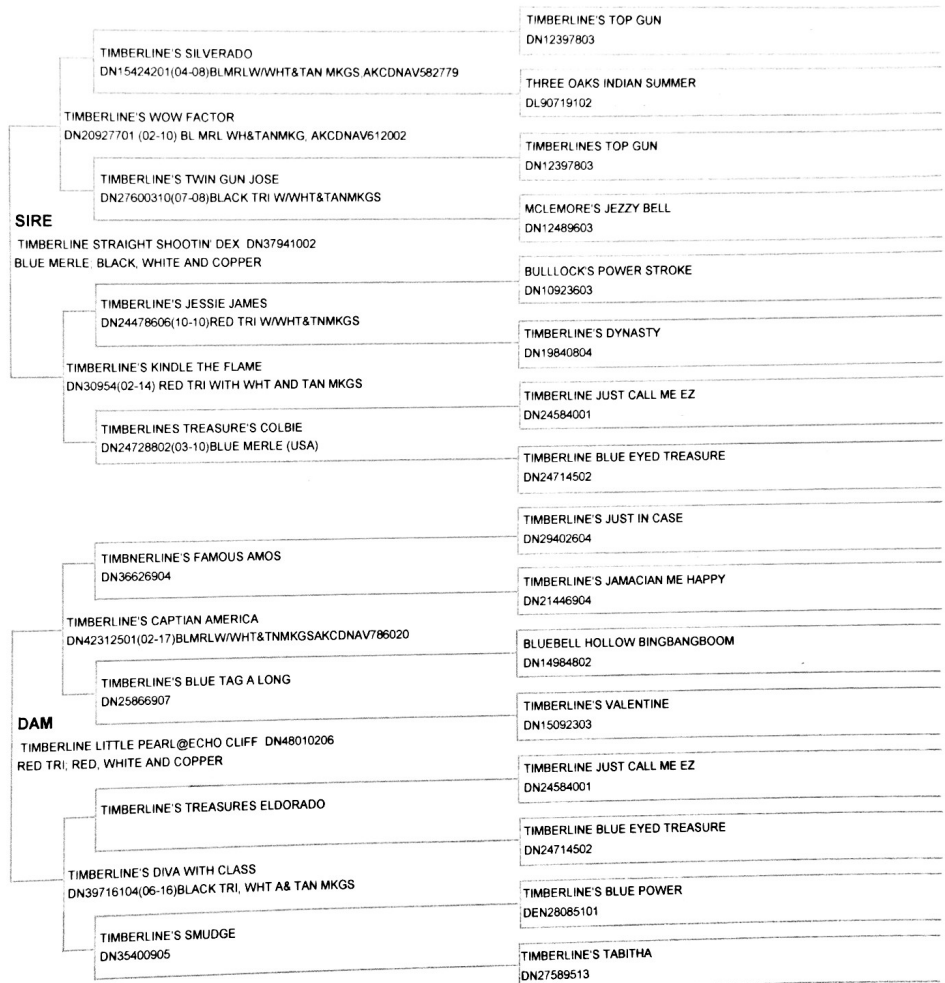 TIMBERLINE'S TOP GUN
DN12397803
TIMBERLINE'S SILVERADO
DN15424201(04-08)BLMRLW/WHT&TAN MKGS,AKCDNAV582779
THREE OAKS INDIAN SUMMER
DL90719102
TIMBERLINE'S WOW FACTOR
DN20927701 (02-10) BL MRL WH&TANMKG, AKCDNAV612002
TIMBERLINES TOP GUN
DN12397803
TIMBERLINE'S TWIN GUN JOSE
DN27600310(07-08)BLACK TRI W/WHT&TANMKGS
MCLEMORE'S JEZZY BELL
DN12489603
SIRE
TIMBERLINE STRAIGHT SHOOTIN' DEX DN37941002
BLUE MERLE; BLACK, WHITE AND COPPER
BULLLOCK'S POWER STROKE
DN10923603
TIMBERLINE'S JESSIE JAMES
DN24478606(10-10)RED TRI W/WHT&TNMKGS
TIMBERLINE'S DYNASTY
DN19840804
TIMBERLINE'S KINDLE THE FLAME
DN30954(02-14) RED TRI WITH WHT AND TAN MKGS
TIMBERLINE JUST CALL ME EZ
DN24584001
TIMBERLINES TREASURE'S COLBIE
DN24728802(03-10)BLUE MERLE (USA)
TIMBERLINE BLUE EYED TREASURE
DN24714502
TIMBERLINE'S JUST IN CASE
DN29402604
TIMBNERLINE'S FAMOUS AMOS
DN36626904
TIMBERLINE'S JAMACIAN ME HAPPY
DN21446904
TIMBERLINE'S CAPTIAN AMERICA
DN42312501(02-17)BLMRLW/WHT&TNMKGSAKCDNAV786020
BLUEBELL HOLLOW BINGBANGBOOM
DN14984802
TIMBERLINE'S BLUE TAG A LONG
DN25866907
TIMBERLINE'S VALENTINE
DN15092303
DAM
TIMBERLINE LITTLE PEARL@ECHO CLIFF DN48010206
RED TRI; RED, WHITE AND COPPER
TIMBERLINE JUST CALL ME EZ
DN24584001
TIMBERLINE'S TREASURES ELDORADO
TIMBERLINE BLUE EYED TREASURE
DN24714502
TIMBERLINE'S DIVA WITH CLASS
DN39716104(06-16)BLACK TRI, WHT A& TAN MKGS
TIMBERLINE'S BLUE POWER
DEN28085101
TIMBERLINE'S SMUDGE
DN35400905
TIMBERLINE'S TABITHA
DN27589513